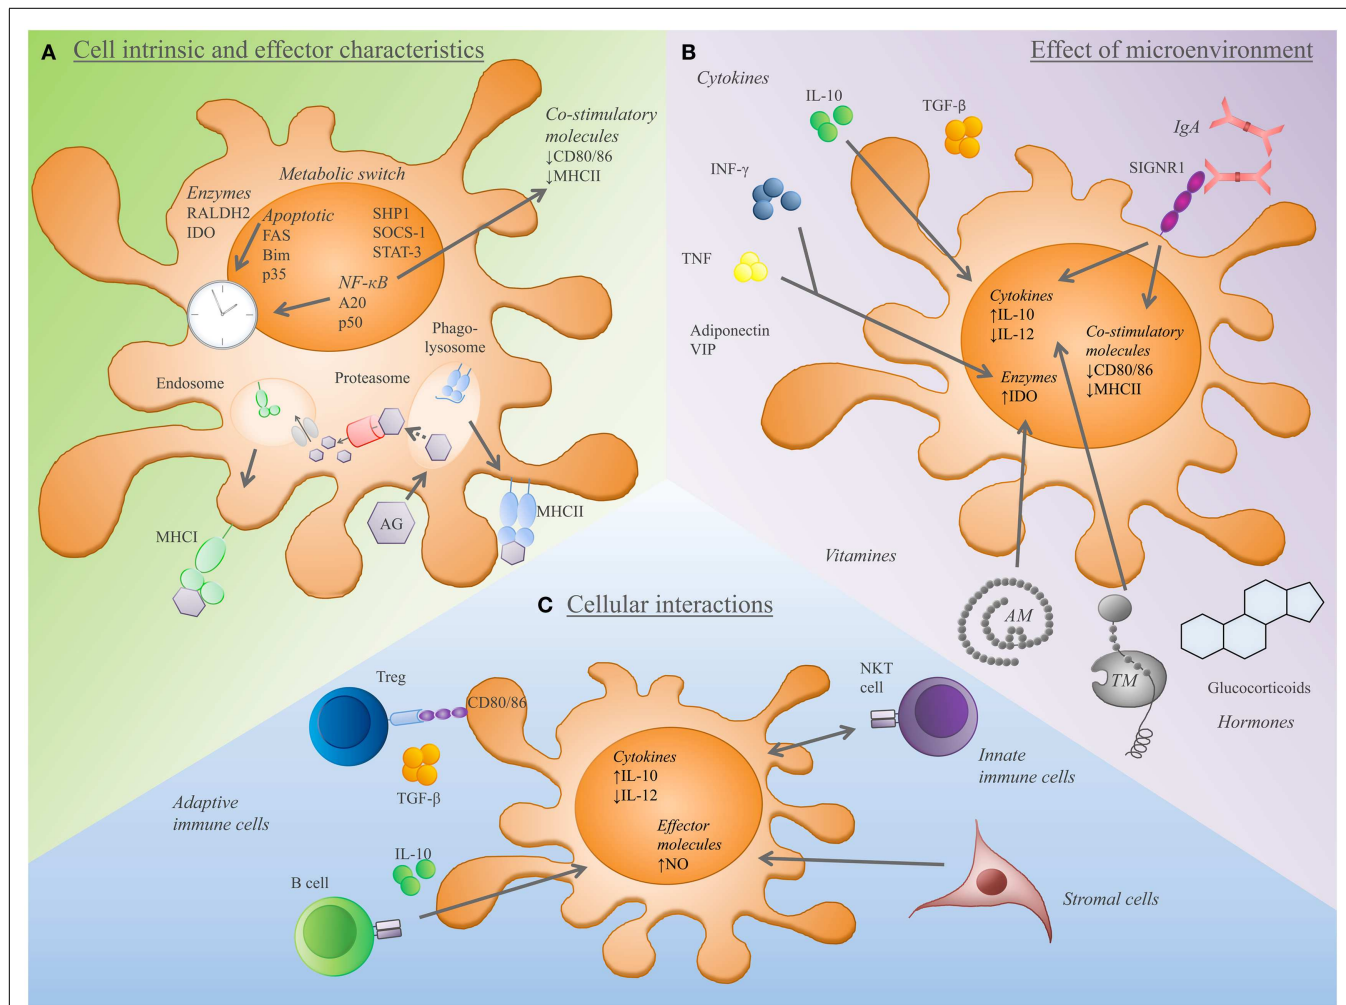 A Cell intrinsic and effector characteristics
Co-stimulatory
molecules
↓CD80/86
↓MHCII
Metabolic switch
Enzymes
RALDH2
IDO
Apoptotic
FAS
Bim
p35
SHP1
SOCS-1
STAT-3
NF-κB
A20
p50
Phago-
lysosome
Endosome
Proteasome
AG
MHCII
MHCI
B Effect of microenvironment
Cytokines
IL-10
TGF-β
IgA
SIGNR1
INF-γ
TNF
Adiponectin
VIP
Cytokines
↑IL-10
↓IL-12
Co-stimulatory
molecules
↓CD80/86
↓MHCII
Enzymes
↑IDO
Vitamines
AM
TM
Glucocorticoids
Hormones
C Cellular interactions
Treg
CD80/86
TGF-β
NKT
cell
Innate
immune cells
Adaptive
immune cells
Cytokines
↑IL-10
↓IL-12
Effector
molecules
↑NO
IL-10
B cell
Stromal cells